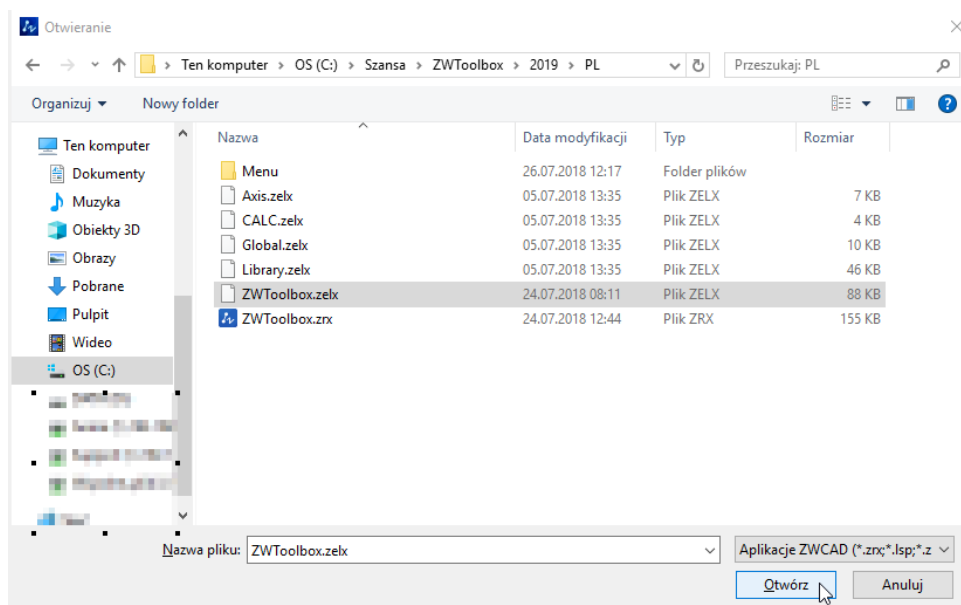 Otwieranie
Ten komputer › OS (C:) › Szansa › ZWToolbox › 2019 › PL
Przeszukaj: PL
Organizuj
Nowy folder
Nazwa Data modyfikacji Typ Rozmiar
Ten komputer
Dokumenty
Muzyka
Obiekty 3D
Obrazy
Pobrane
Pulpit
Wideo
OS (C:)
Menu 26.07.2018 12:17 Folder plików
Axis.zelx 05.07.2018 13:35 Plik ZELX 7 KB
CALC.zelx 05.07.2018 13:35 Plik ZELX 4 KB
Global.zelx 05.07.2018 13:35 Plik ZELX 10 KB
Library.zelx 05.07.2018 13:35 Plik ZELX 46 KB
ZWToolbox.zelx 24.07.2018 08:11 Plik ZELX 88 KB
ZWToolbox.zrx 24.07.2018 12:44 Plik ZRX 155 KB
Nazwa pliku: ZWToolbox.zelx
Aplikacje ZWCAD (*.zrx;*.lsp;*.z
Otwórz
Anuluj